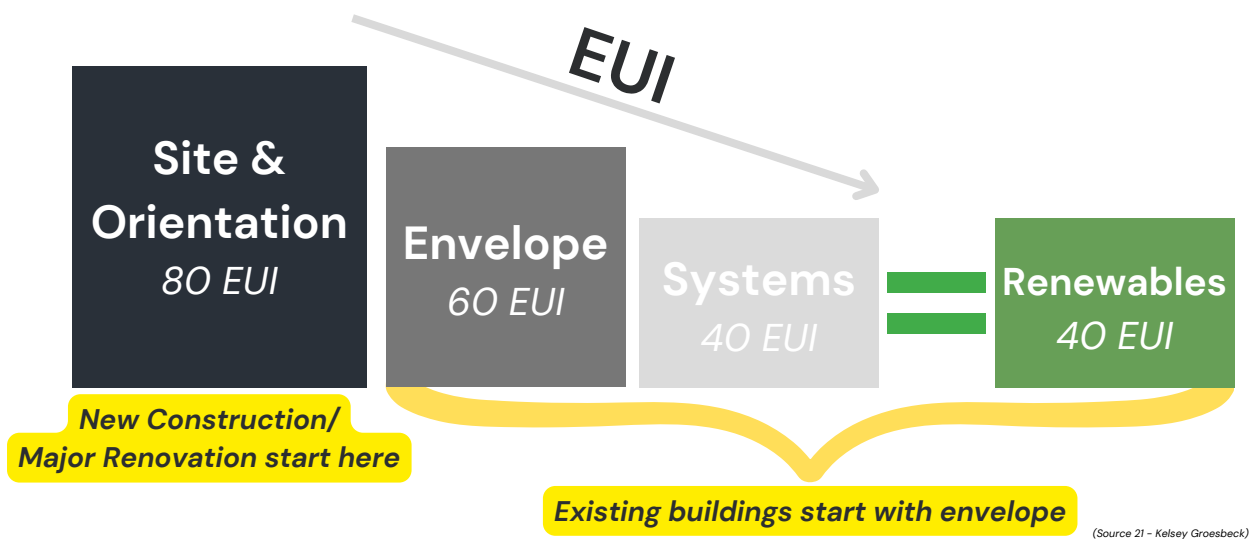 EUI
Site &
Orientation
80 EUI
Envelope
60 EUI
Systems
40 EUI
Renewables
40 EUI
New Construction/
Major Renovation start here
Existing buildings start with envelope
(Source 21 - Kelsey Groesbeck)